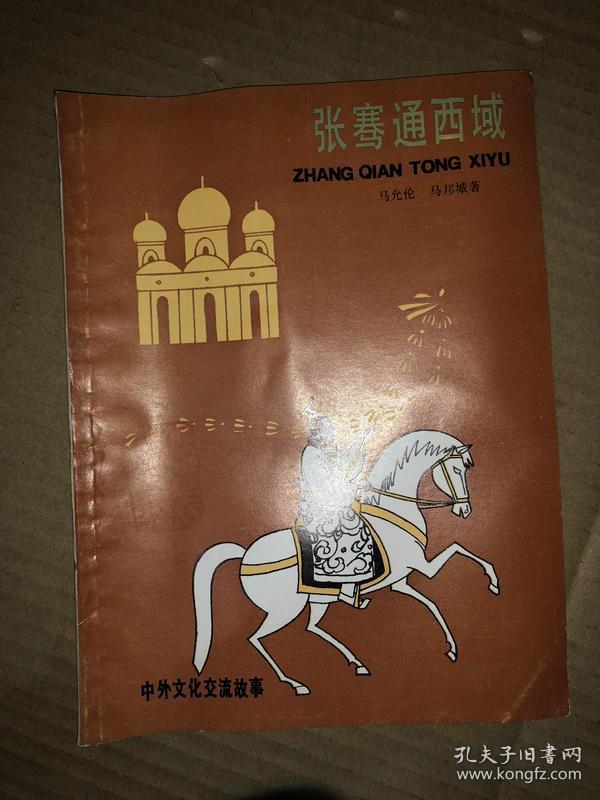 张骞通西域
ZHANG QIAN TONG XIYU
马允伦 马邦城著
中外文化交流故事
孔夫子旧書网
www.kongfz.com